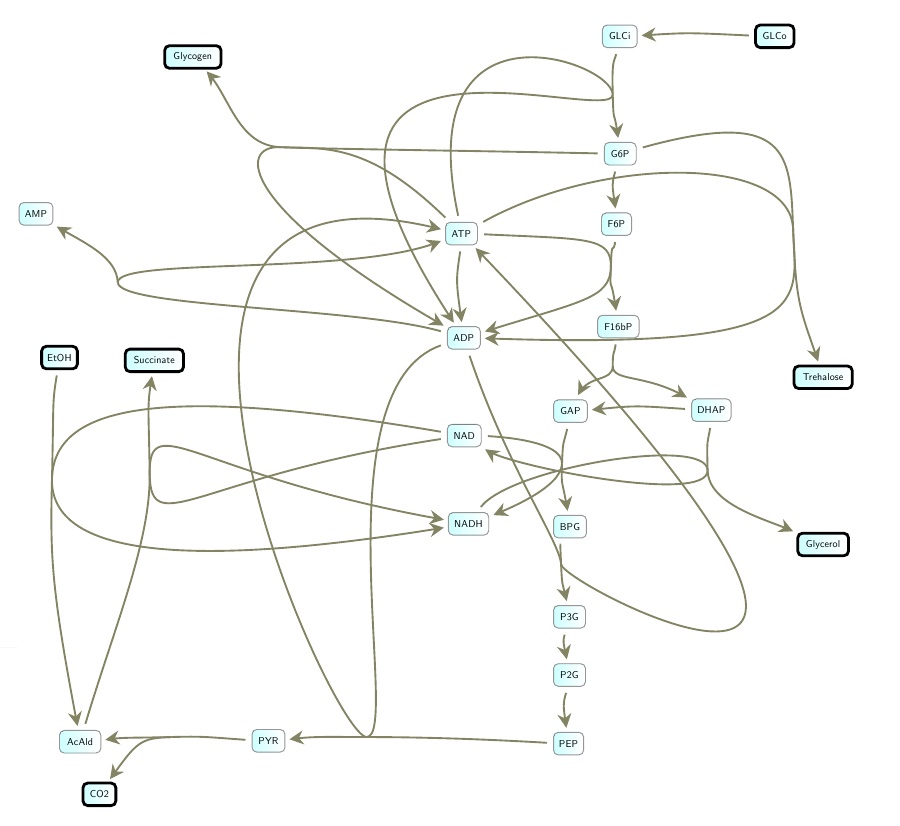 GLCi
GLCo
Glycogen
G6P
AMP
F6P
ATP
F16bP
ADP
EtOH
Succinate
Trehalose
GAP
DHAP
NAD
NADH
BPG
Glycerol
P3G
P2G
AcAld
PYR
PEP
CO2